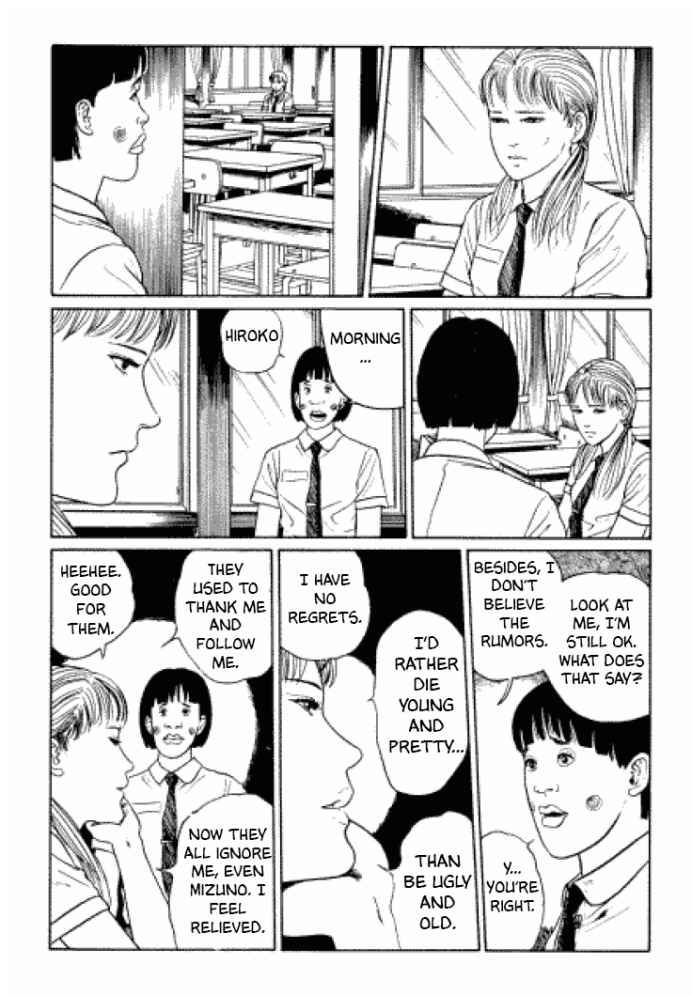 MORNING
...
HIROKO
LOOK AT
ME, I'M
STILL OK.
WHAT DOES
THAT SAY?
BESIDES, I
DON'T
BELIEVE
THE
RUMORS.
Y...
YOU'RE
RIGHT.
I'D
RATHER
DIE
YOUNG
AND
PRETTY...
THAN
BE UGLY
AND
OLD.
I HAVE
NO
REGRETS.
THEY
USED TO
THANK ME
AND
FOLLOW
ME.
NOW THEY
ALL IGNORE
ME, EVEN
MIZUNO. I
FEEL
RELIEVED.
HEEHEE.
GOOD
FOR
THEM.